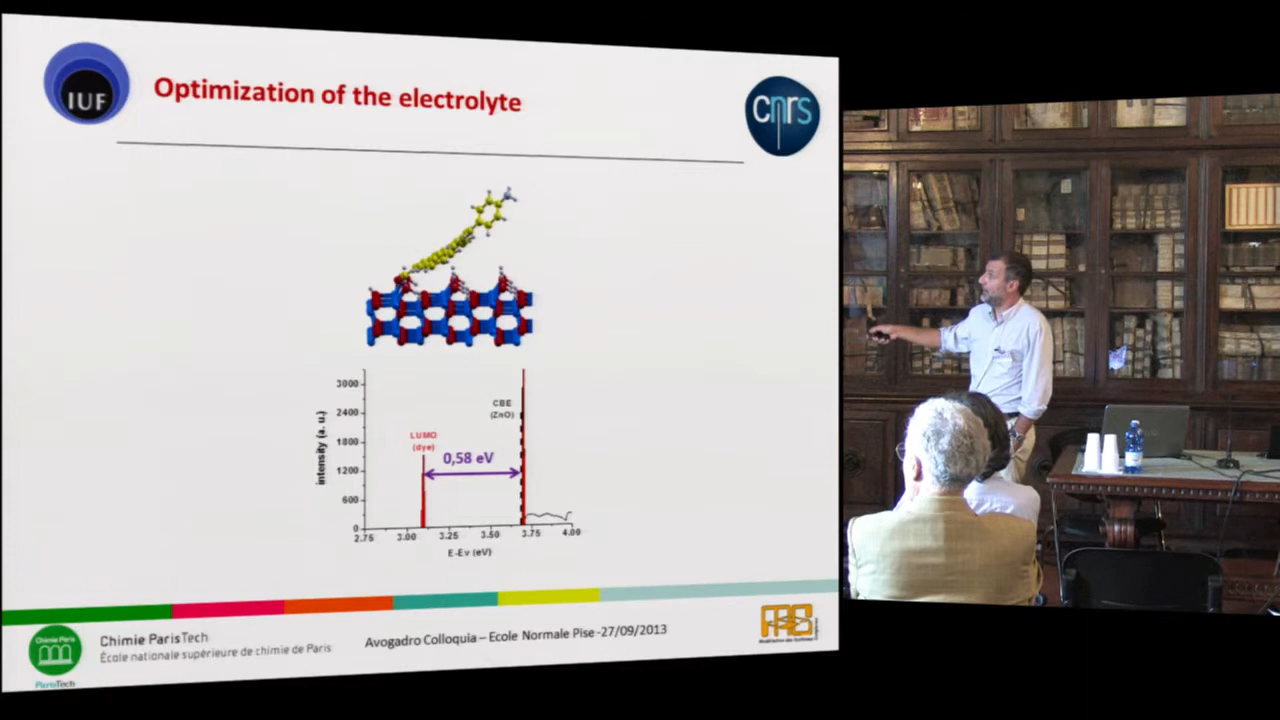 IUF
Optimization of the electrolyte
cnrs
3000
2400
1800
1200
600
0
intensity (a. u.)
LUMO
(dye)
0,58 eV
CBE
(ZnO)
2.75
3.00
3.25
3.50
3.75
4.00
E-Ev (eV)
Chimie Paris
ParisTech
Chimie ParisTech
École nationale supérieure de chimie de Paris
Avogadro Colloquia – Ecole Normale Pise -27/09/2013